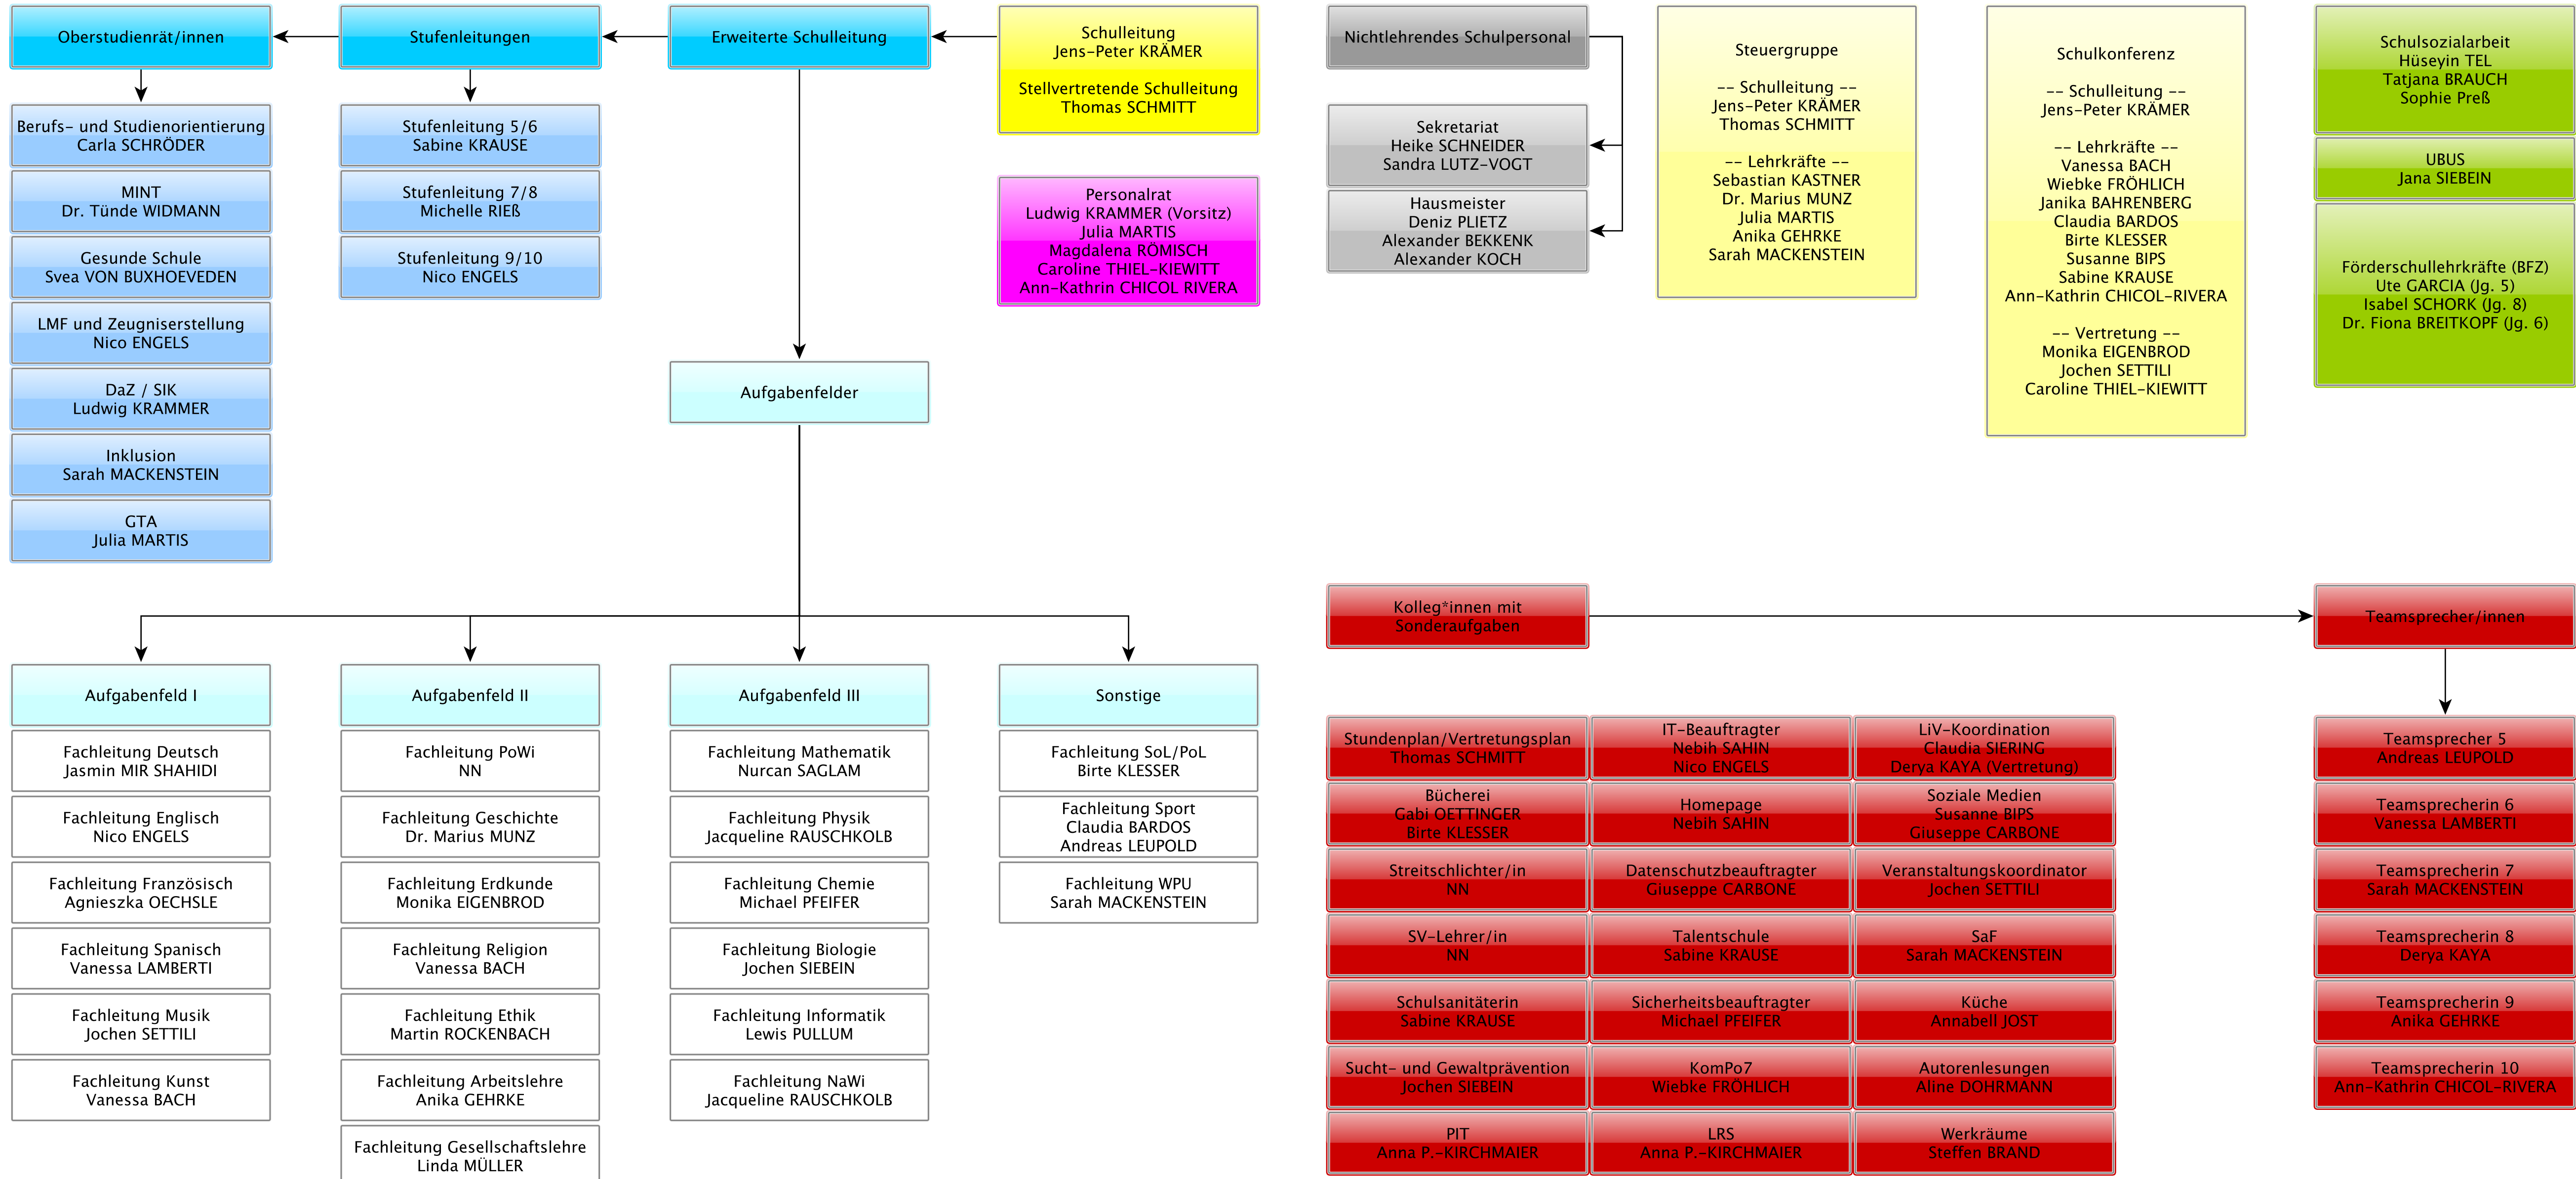 Oberstudienrät/innen
Berufs- und Studienorientierung
Carla SCHRÖDER
MINT
Dr. Tünde WIDMANN
Gesunde Schule
Svea VON BUXHOEVEDEN
LMF und Zeugniserstellung
Nico ENGELS
DaZ / SIK
Ludwig KRAMMER
Inklusion
Sarah MACKENSTEIN
GTA
Julia MARTIS
Stufenleitungen
Stufenleitung 5/6
Sabine KRAUSE
Stufenleitung 7/8
Michelle RIEß
Stufenleitung 9/10
Nico ENGELS
Erweiterte Schulleitung
Schulleitung
Jens-Peter KRÄMER
Stellvertretende Schulleitung
Thomas SCHMITT
Personalrat
Ludwig KRAMMER (Vorsitz)
Julia MARTIS
Magdalena RÖMISCH
Caroline THIEL-KIEWITT
Ann-Kathrin CHICOL RIVERA
Nichtlehrendes Schulpersonal
Sekretariat
Heike SCHNEIDER
Sandra LUTZ-VOGT
Hausmeister
Deniz PLIETZ
Alexander BEKKENK
Alexander KOCH
Steuergruppe
-- Schulleitung --
Jens-Peter KRÄMER
Thomas SCHMITT
-- Lehrkräfte --
Sebastian KASTNER
Dr. Marius MUNZ
Julia MARTIS
Anika GEHRKE
Sarah MACKENSTEIN
Schulkonferenz
-- Schulleitung --
Jens-Peter KRÄMER
-- Lehrkräfte --
Vanessa BACH
Wiebke FRÖHLICH
Janika BAHRENBERG
Claudia BARDOS
Birte KLESSER
Susanne BIPS
Sabine KRAUSE
Ann-Kathrin CHICOL-RIVERA
-- Vertretung --
Monika EIGENBROD
Jochen SETTILI
Caroline THIEL-KIEWITT
Schulsozialarbeit
Hüseyin TEL
Tatjana BRAUCH
Sophie Preß
UBUS
Jana SIEBEIN
Förderschullehrkräfte (BFZ)
Ute GARCIA (Jg. 5)
Isabel SCHORK (Jg. 8)
Dr. Fiona BREITKOPF (Jg. 6)
Aufgabenfelder
Aufgabenfeld I
Fachleitung Deutsch
Jasmin MIR SHAHIDI
Fachleitung Englisch
Nico ENGELS
Fachleitung Französisch
Agnieszka OECHSLE
Fachleitung Spanisch
Vanessa LAMBERTI
Fachleitung Musik
Jochen SETTILI
Fachleitung Kunst
Vanessa BACH
Aufgabenfeld II
Fachleitung PoWi
NN
Fachleitung Geschichte
Dr. Marius MUNZ
Fachleitung Erdkunde
Monika EIGENBROD
Fachleitung Religion
Vanessa BACH
Fachleitung Ethik
Martin ROCKENBACH
Fachleitung Arbeitslehre
Anika GEHRKE
Fachleitung Gesellschaftslehre
Linda MÜLLER
Aufgabenfeld III
Fachleitung Mathematik
Nurcan SAGLAM
Fachleitung Physik
Jacqueline RAUSCHKOLB
Fachleitung Chemie
Michael PFEIFER
Fachleitung Biologie
Jochen SIEBEIN
Fachleitung Informatik
Lewis PULLUM
Fachleitung NaWi
Jacqueline RAUSCHKOLB
Sonstige
Fachleitung SoL/PoL
Birte KLESSER
Fachleitung Sport
Claudia BARDOS
Andreas LEUPOLD
Fachleitung WPU
Sarah MACKENSTEIN
Kolleg*innen mit
Sonderaufgaben
Stundenplan/Vertretungsplan
Thomas SCHMITT
IT-Beauftragter
Nebih SAHIN
Nico ENGELS
LiV-Koordination
Claudia SIERING
Derya KAYA (Vertretung)
Bücherei
Gabi OETTINGER
Birte KLESSER
Homepage
Nebih SAHIN
Soziale Medien
Susanne BIPS
Giuseppe CARBONE
Streitschlichter/in
NN
Datenschutzbeauftragter
Giuseppe CARBONE
Veranstaltungskoordinator
Jochen SETTILI
SV-Lehrer/in
NN
Talentschule
Sabine KRAUSE
SaF
Sarah MACKENSTEIN
Schulsanitäterin
Sabine KRAUSE
Sicherheitsbeauftragter
Michael PFEIFER
Küche
Annabell JOST
Sucht- und Gewaltprävention
Jochen SIEBEIN
KomPo7
Wiebke FRÖHLICH
Autorenlesungen
Aline DOHRMANN
PIT
Anna P.-KIRCHMAIER
LRS
Anna P.-KIRCHMAIER
Werkräume
Steffen BRAND
Teamsprecher/innen
Teamsprecher 5
Andreas LEUPOLD
Teamsprecherin 6
Vanessa LAMBERTI
Teamsprecherin 7
Sarah MACKENSTEIN
Teamsprecherin 8
Derya KAYA
Teamsprecherin 9
Anika GEHRKE
Teamsprecherin 10
Ann-Kathrin CHICOL-RIVERA